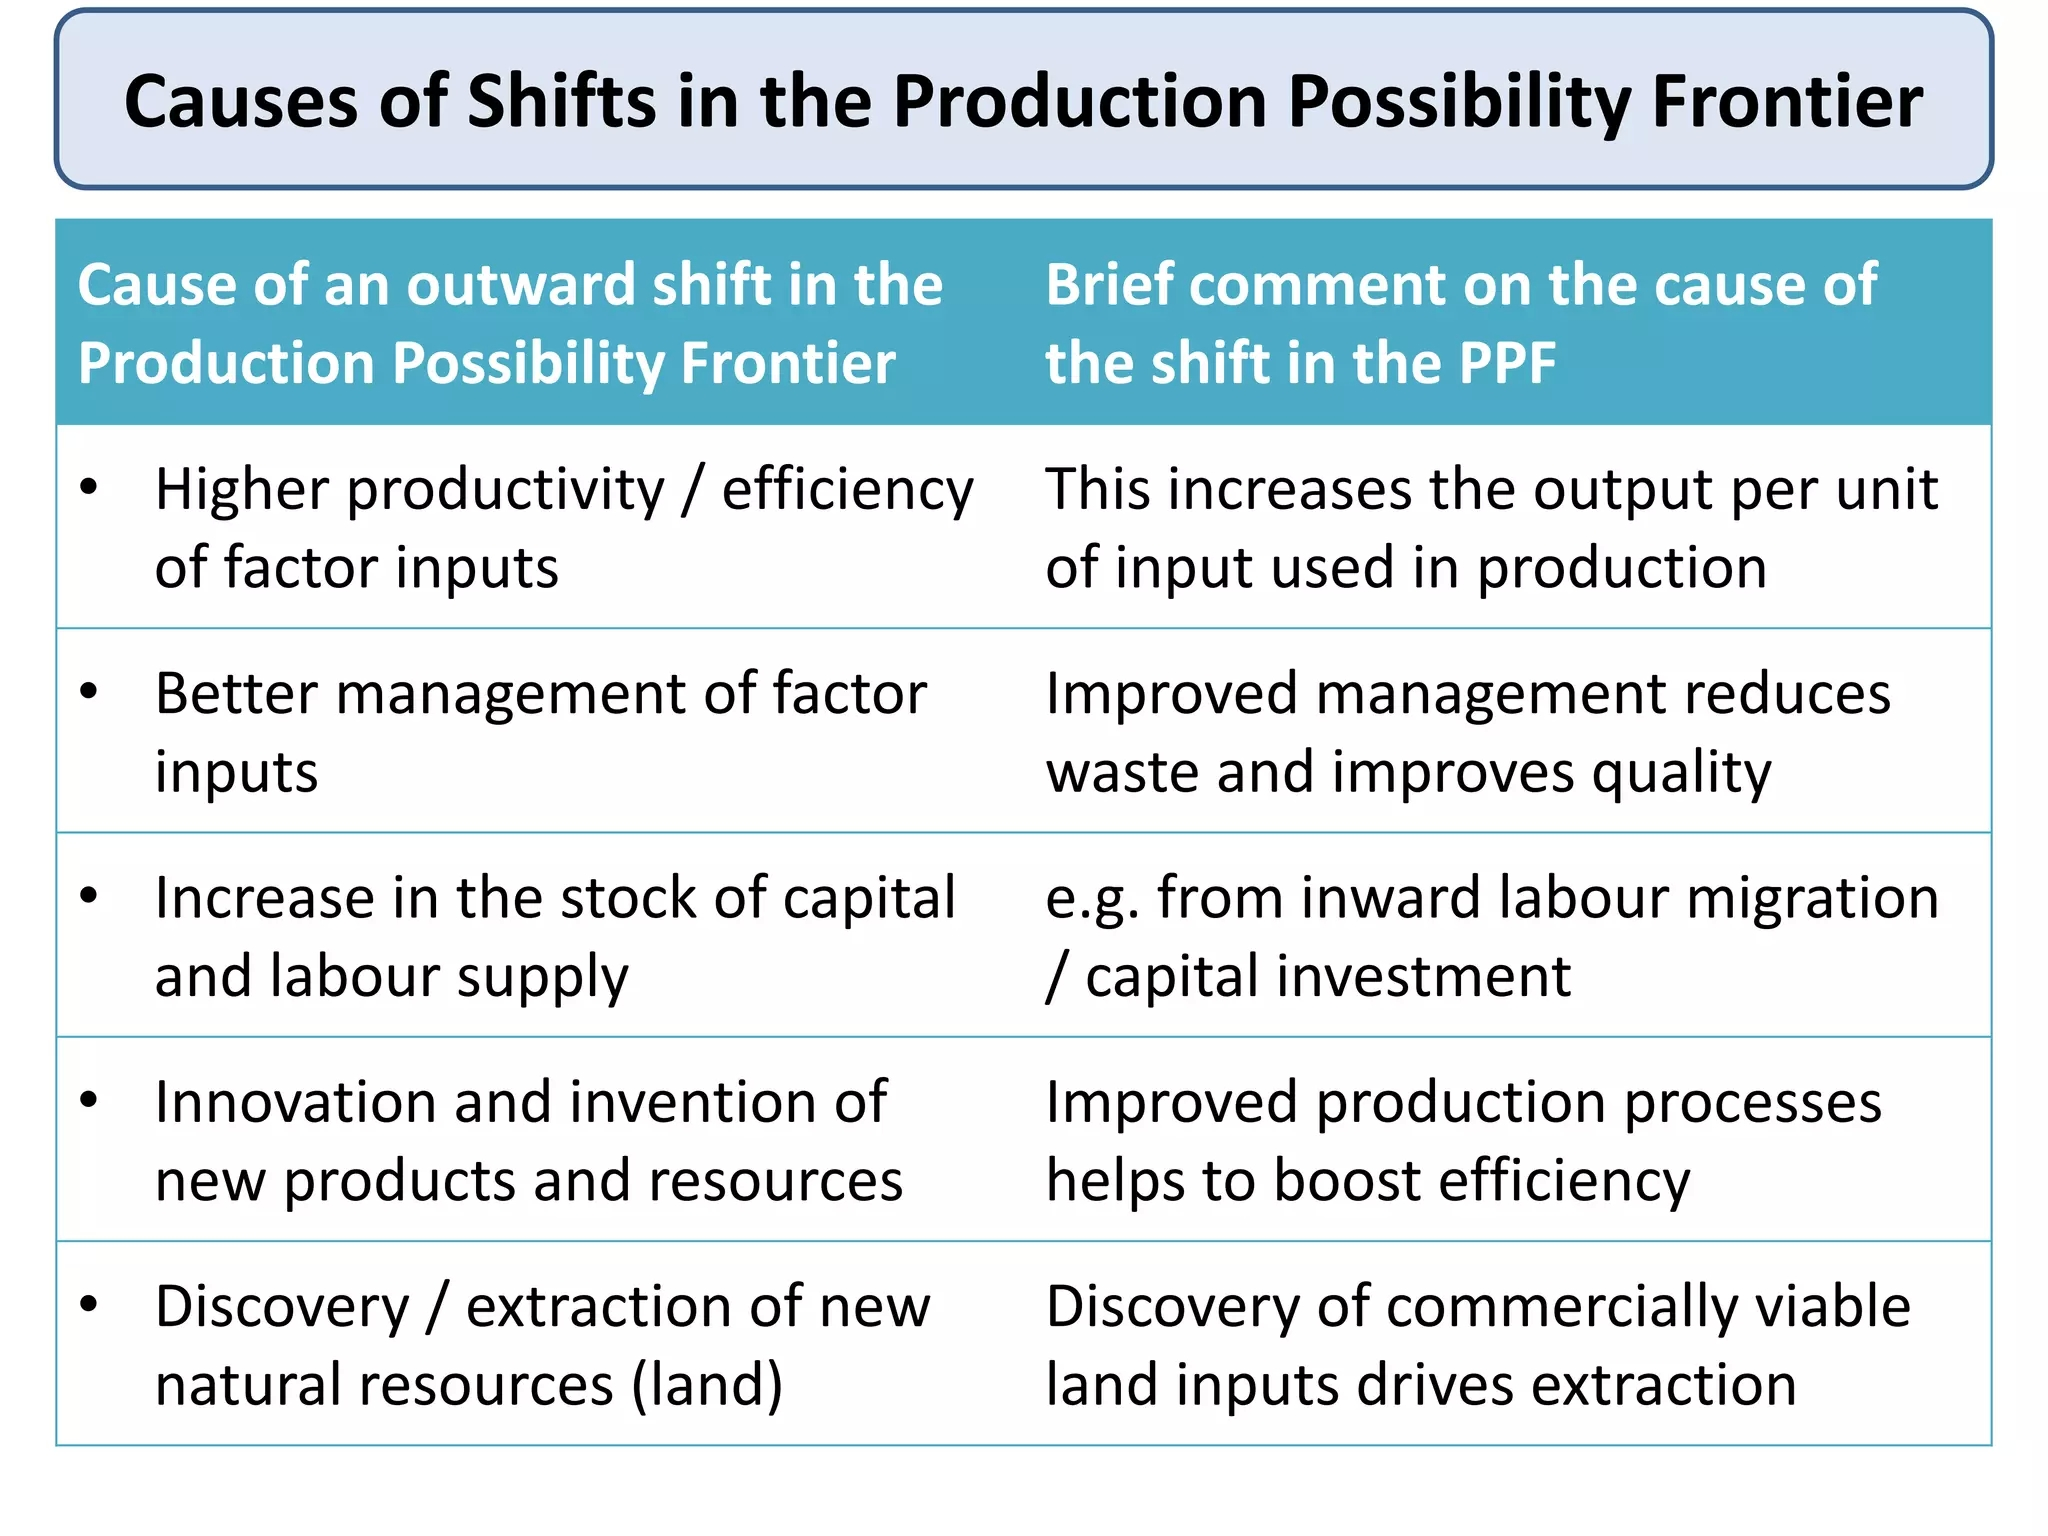 Causes of Shifts in the Production Possibility Frontier
Cause of an outward shift in the
Production Possibility Frontier
Brief comment on the cause of
the shift in the PPF
• Higher productivity / efficiency
of factor inputs
This increases the output per unit
of input used in production
• Better management of factor
inputs
Improved management reduces
waste and improves quality
• Increase in the stock of capital
and labour supply
e.g. from inward labour migration
/ capital investment
• Innovation and invention of
new products and resources
Improved production processes
helps to boost efficiency
• Discovery / extraction of new
natural resources (land)
Discovery of commercially viable
land inputs drives extraction